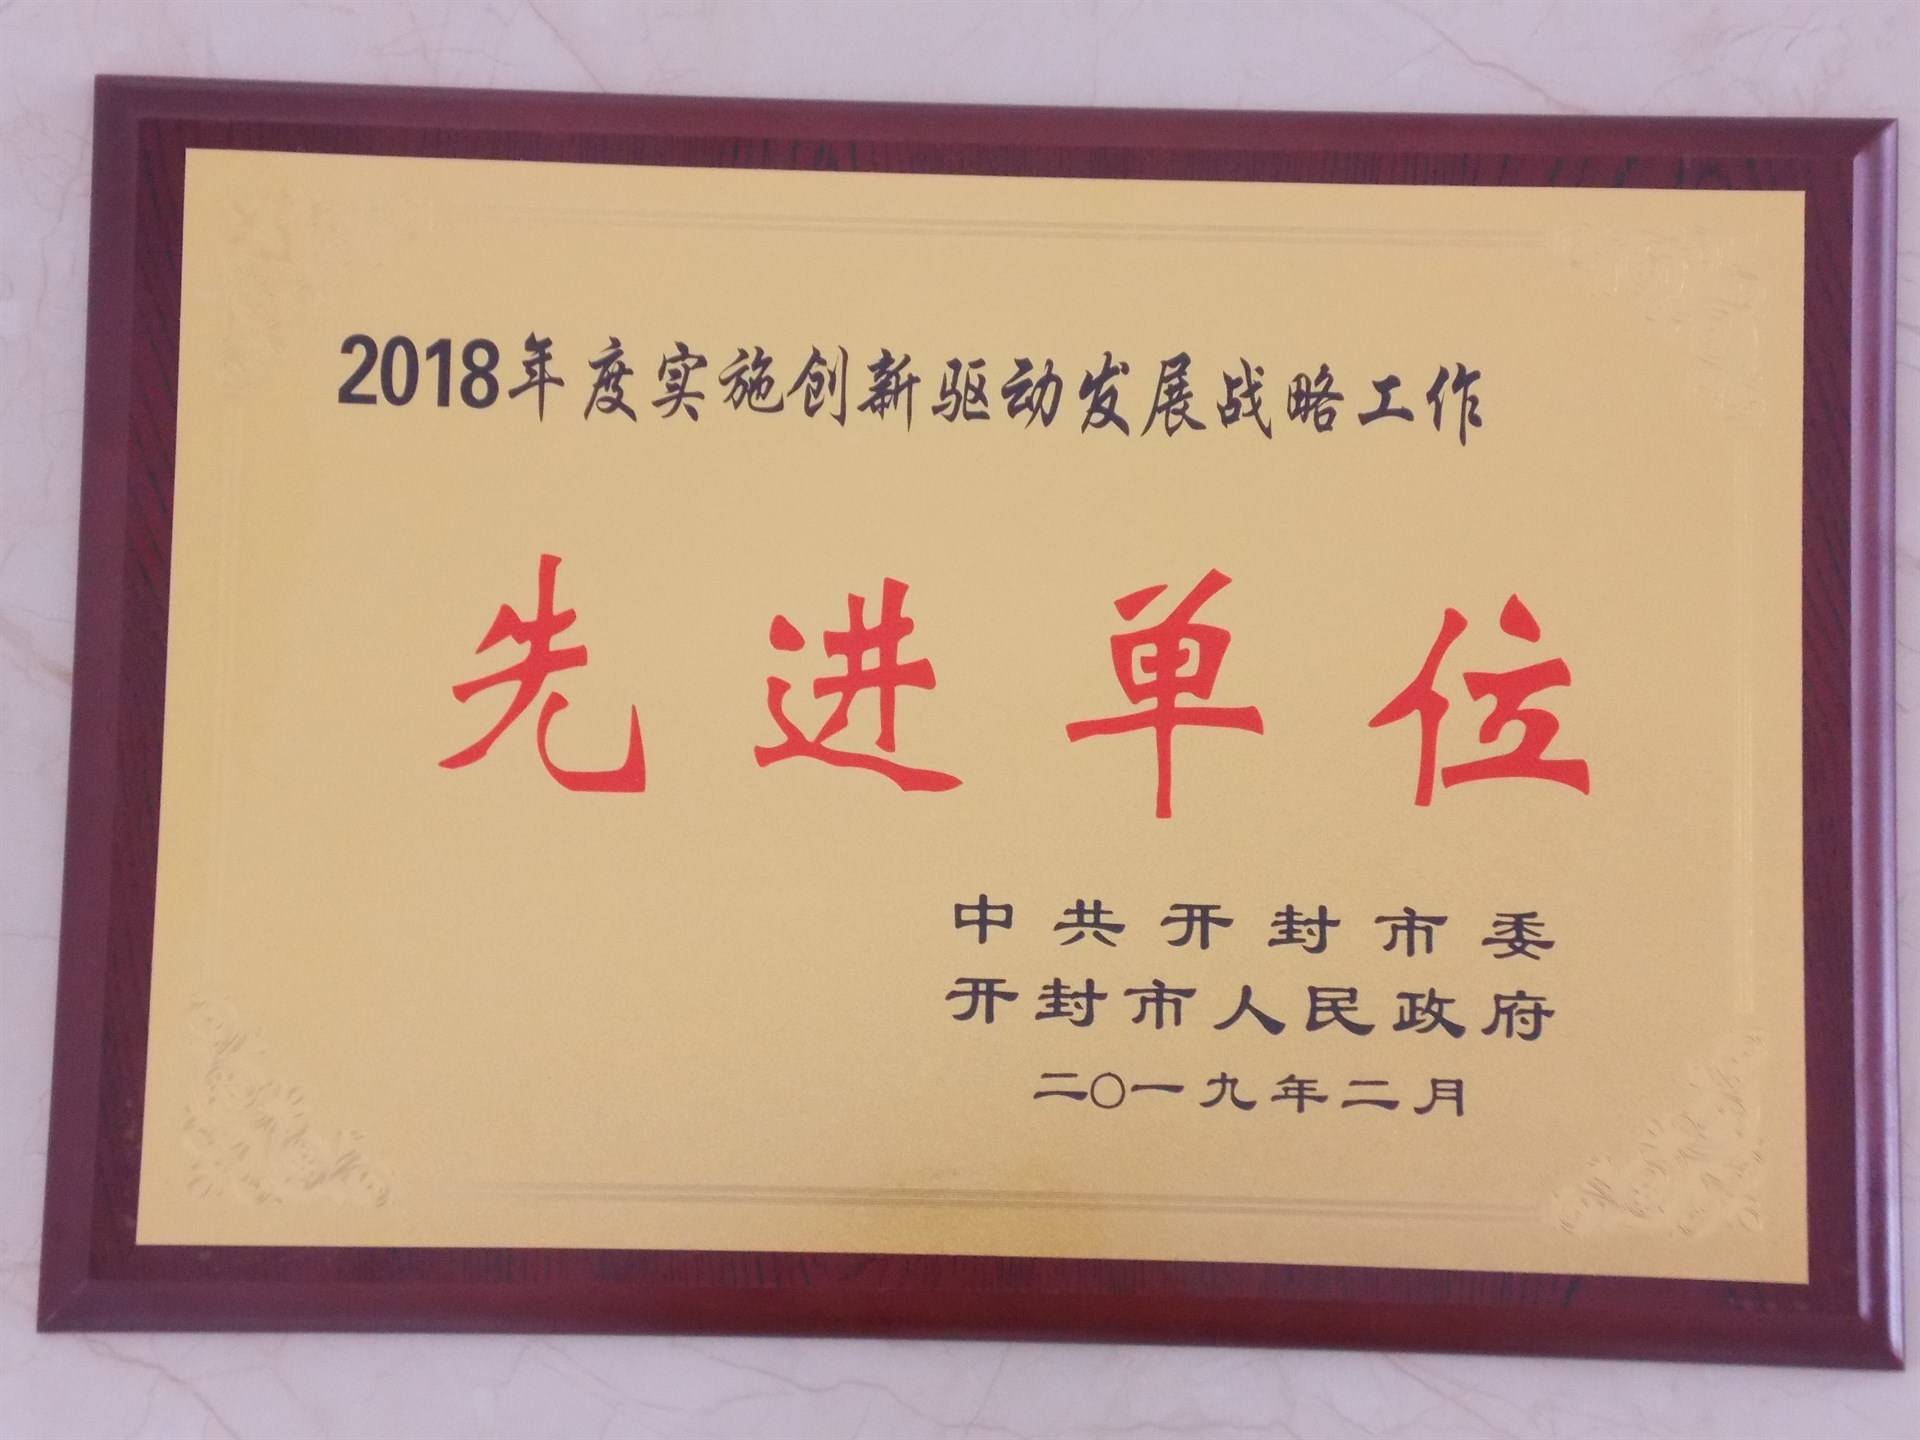 2018年度实施创新驱动发展战略工作
先进单位
中共开封市委
开封市人民政府
二〇一九年二月